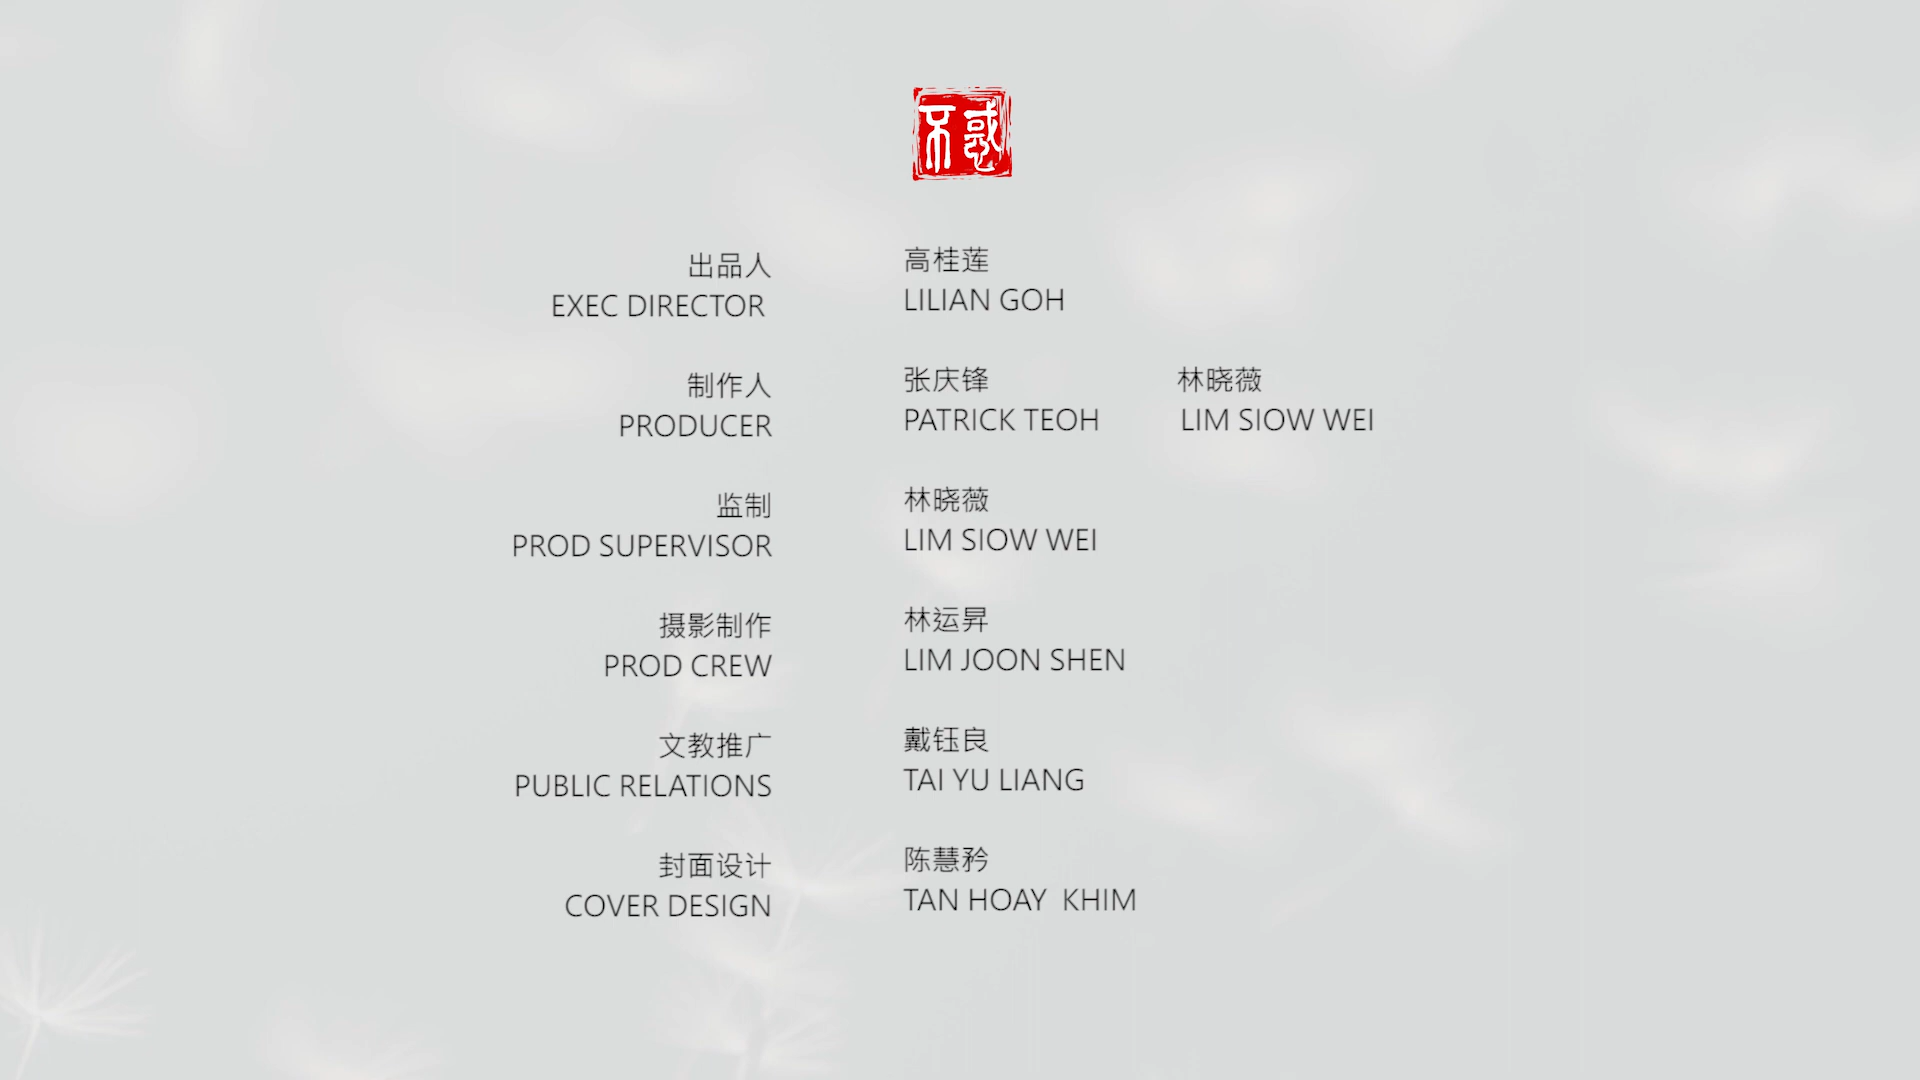 不惑
出品人 高桂莲
EXEC DIRECTOR LILIAN GOH
制作人 张庆锋 林晓薇
PRODUCER PATRICK TEOH LIM SIOW WEI
监制 林晓薇
PROD SUPERVISOR LIM SIOW WEI
摄影制作 林运昇
PROD CREW LIM JOON SHEN
文教推广 戴钰良
PUBLIC RELATIONS TAI YU LIANG
封面设计 陈慧矜
COVER DESIGN TAN HOAY  KHIM